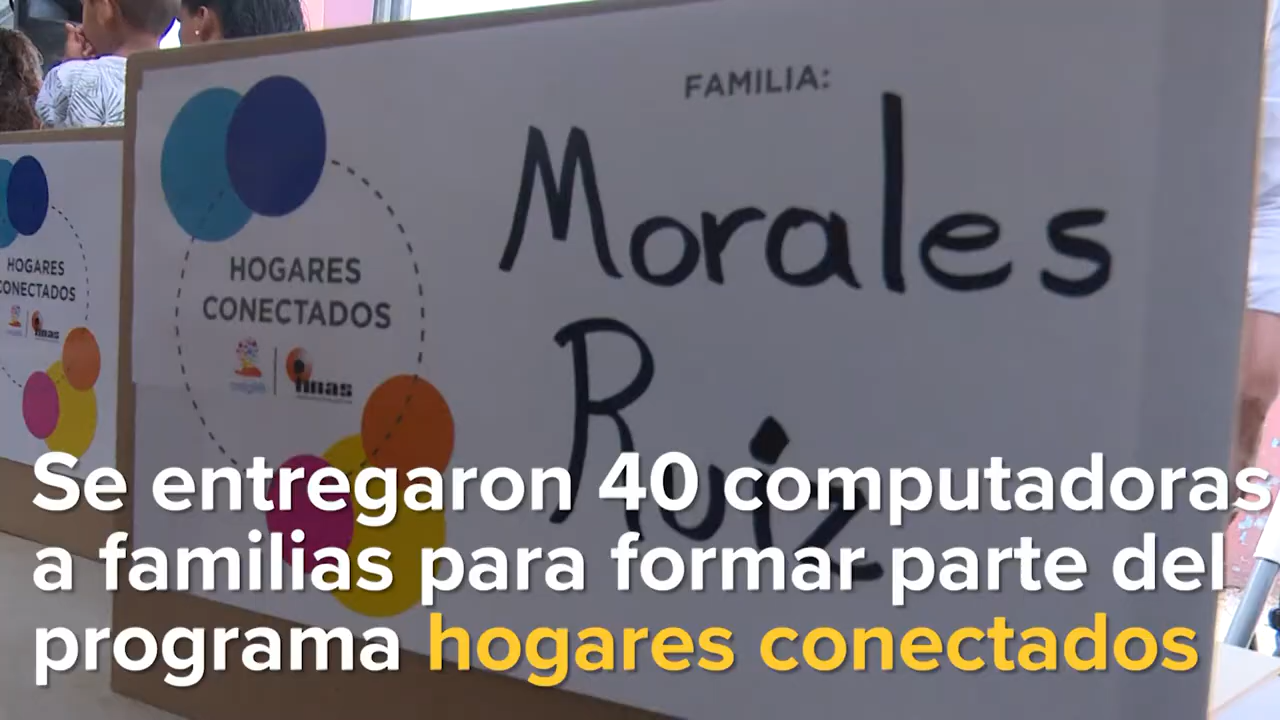 FAMILIA:
Morales
Ruiz
HOGARES
CONECTADOS
HOGARES
CONECTADOS
Se entregaron 40 computadoras
a familias para formar parte del
programa hogares conectados